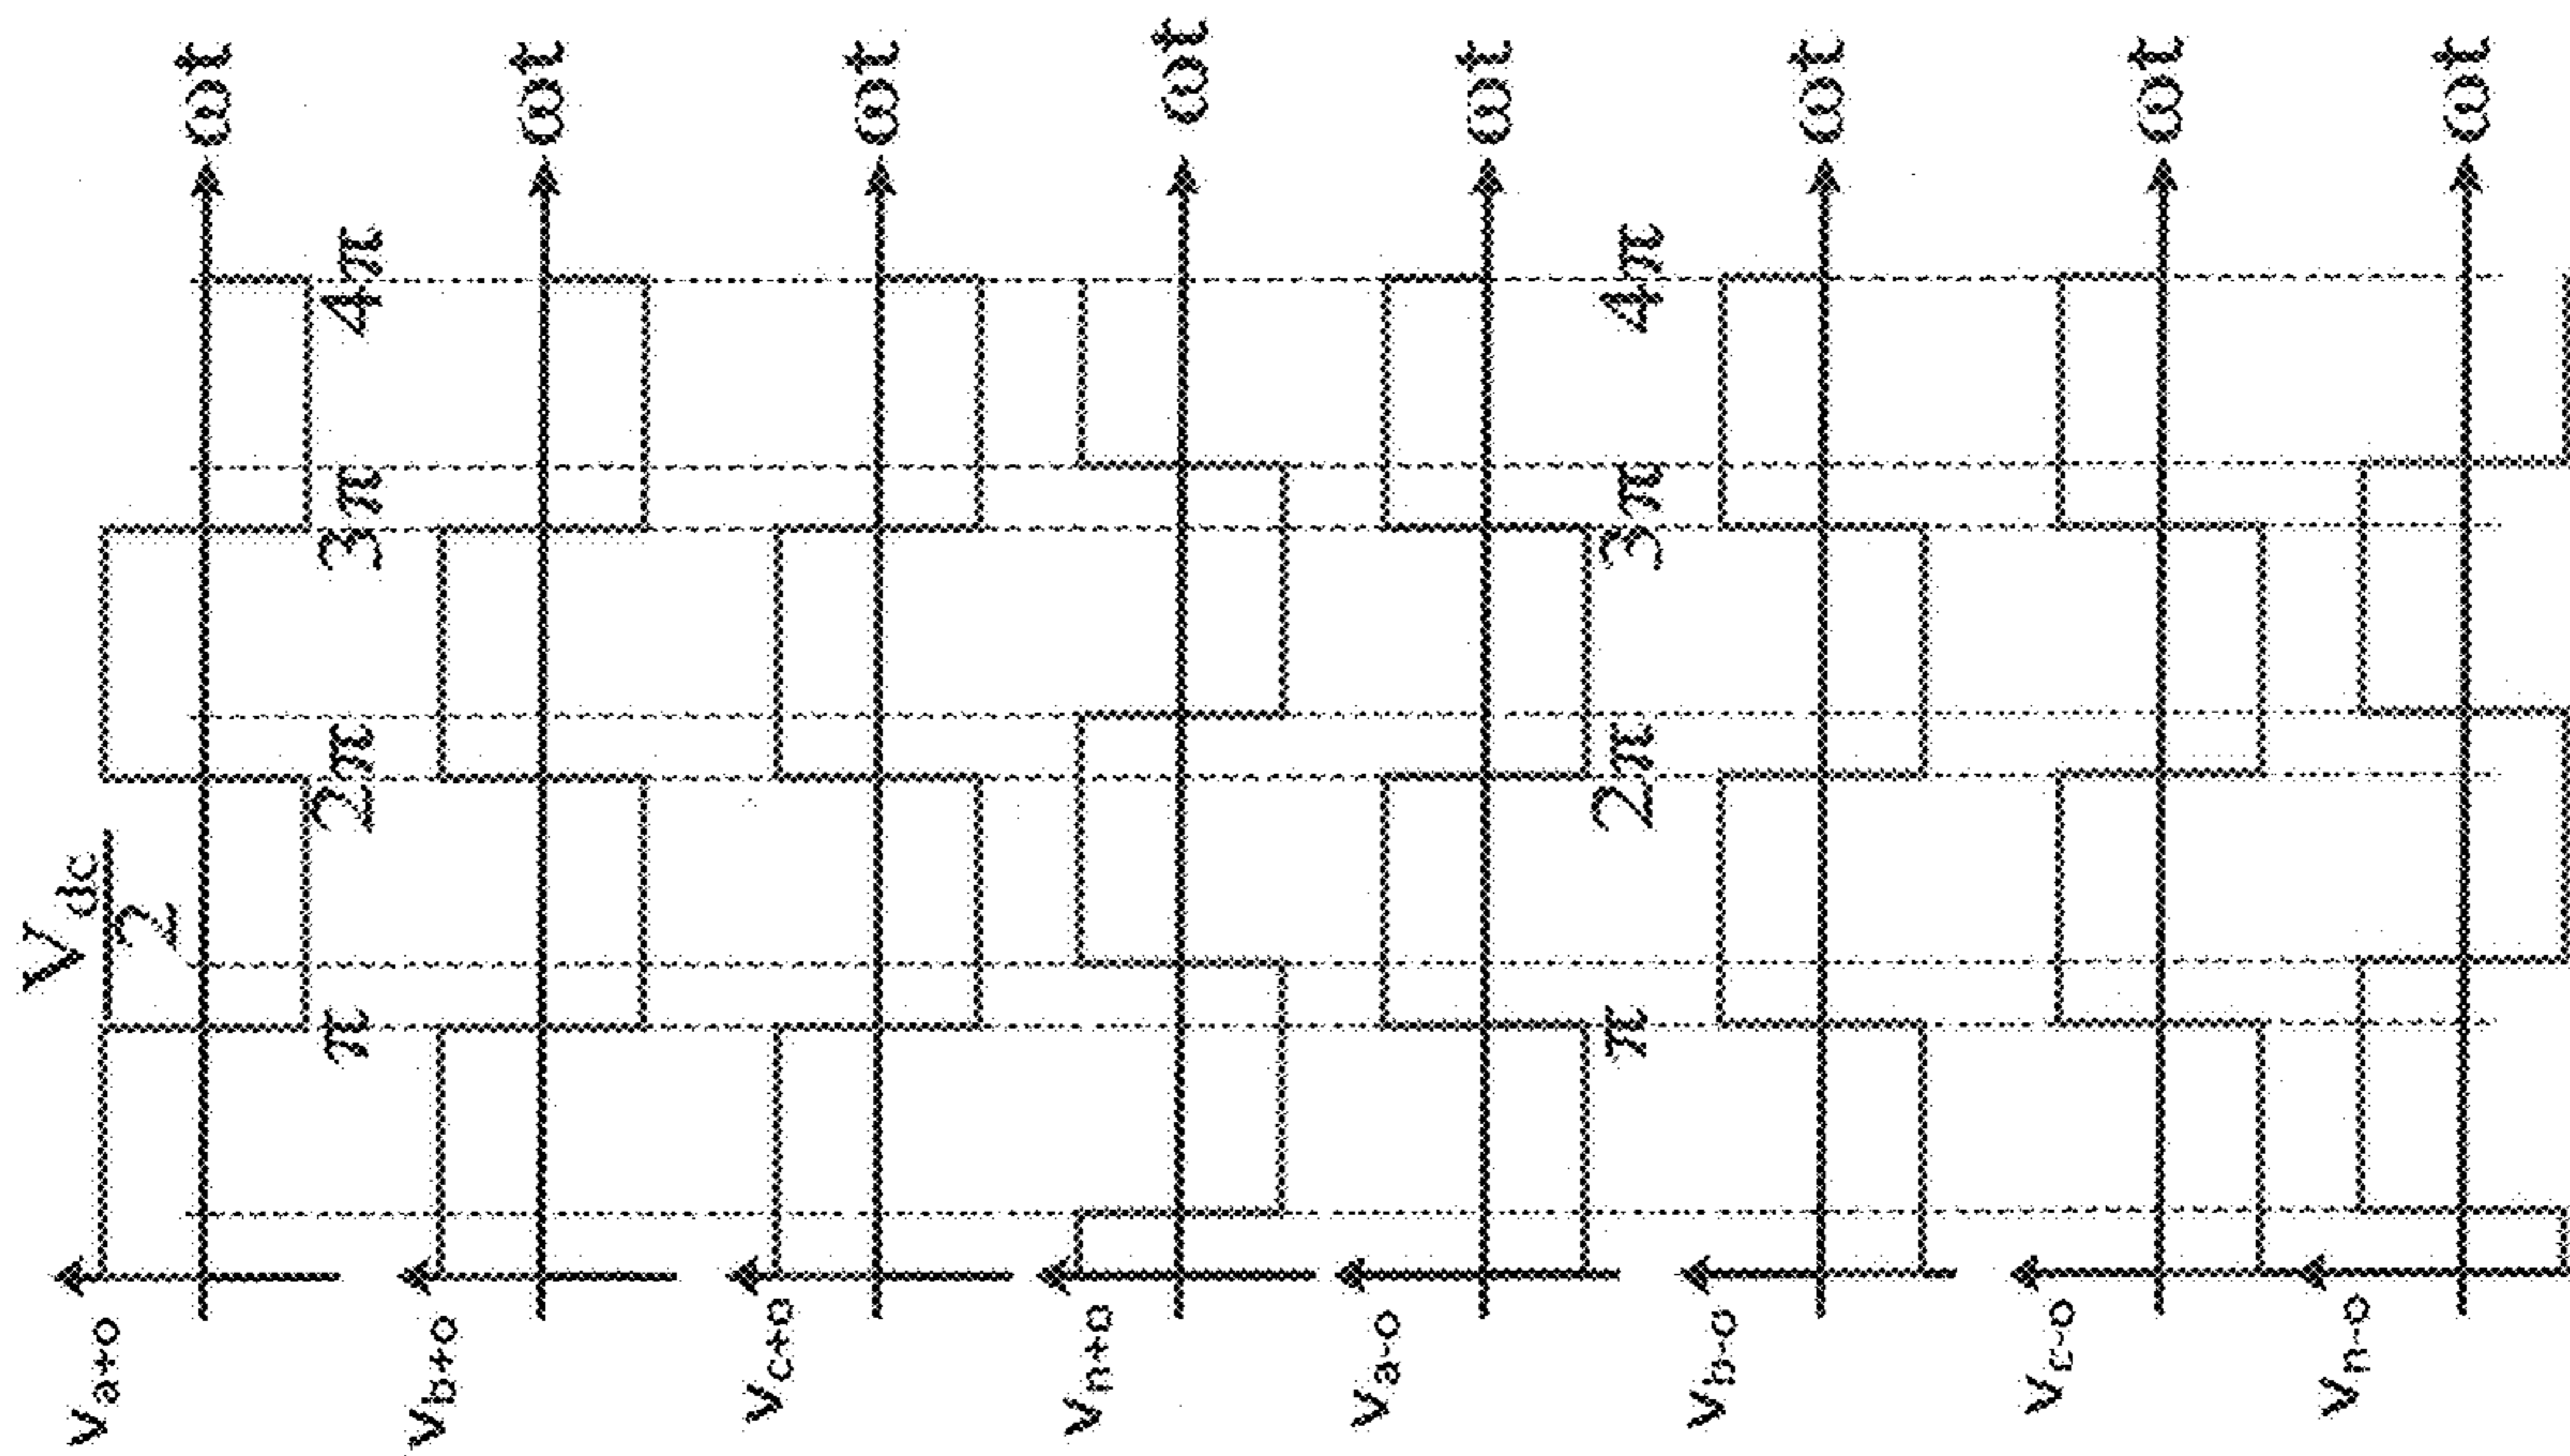 V_dc
2
v_a+o
ωt
π
2π
3π
4π
v_b+o
ωt
v_c+o
ωt
v_n+o
ωt
v_a-o
ωt
π
2π
3π
4π
v_b-o
ωt
v_c-o
ωt
v_n-o
ωt